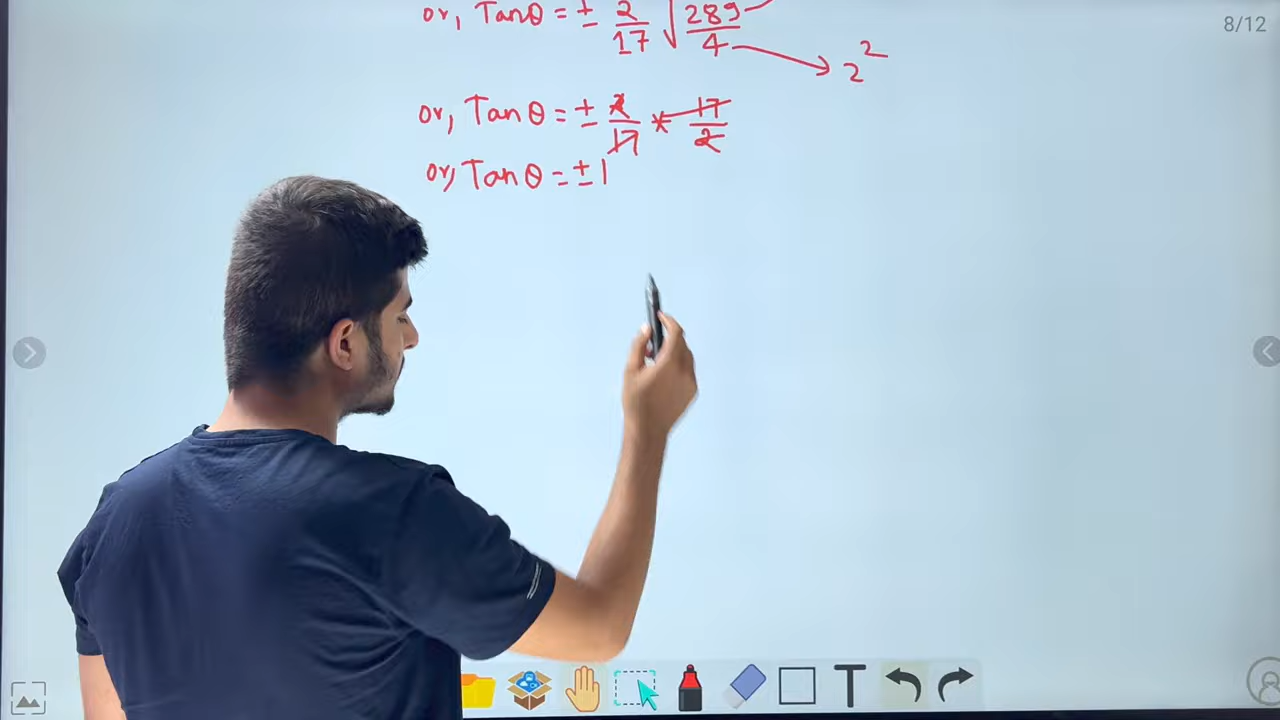 or, Tanθ = ± 2/17 √289/4 → 2²
8/12
or, Tanθ = ± 2/17 * 17/2
or, Tanθ = ±1
T